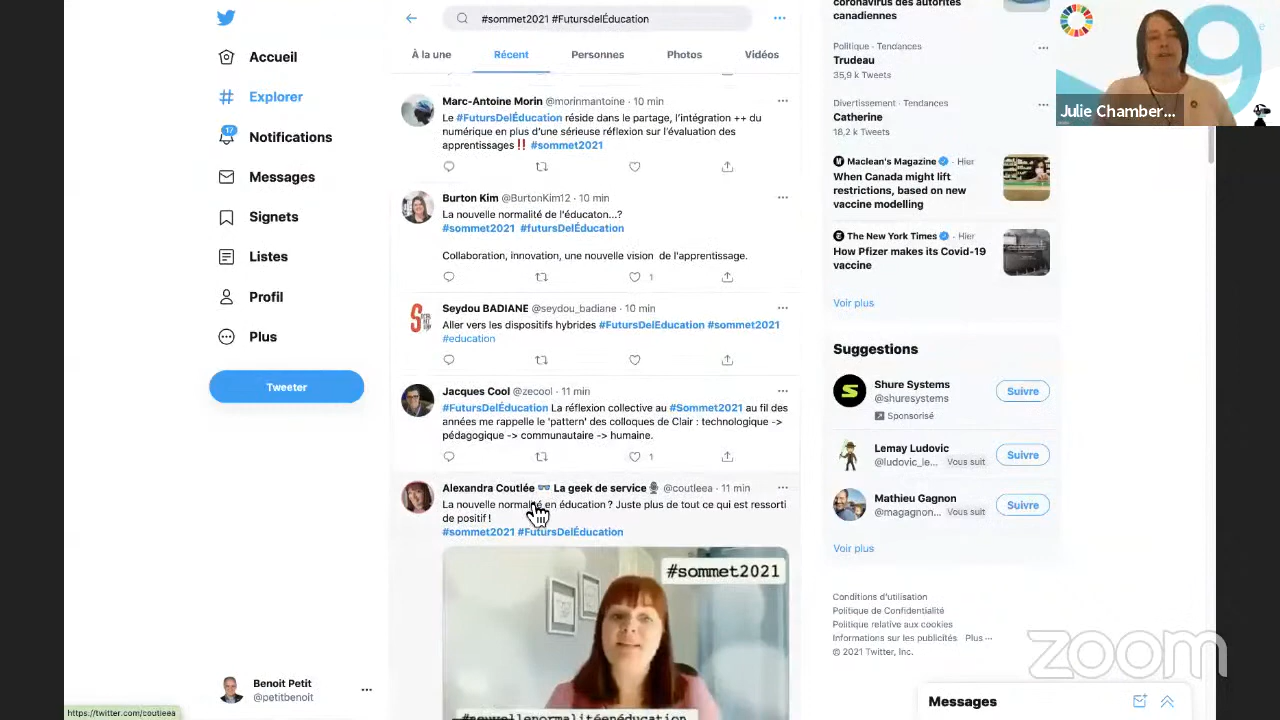 Accueil
Explorer
17
Notifications
Messages
Signets
Listes
Profil
Plus
Tweeter
Benoit Petit
@petitbenoit
https://twitter.com/coutleea
#sommet2021 #FutursdelÉducation
À la une
Récent
Personnes
Photos
Vidéos
Marc-Antoine Morin @morinmantoine · 10 min
Le #FutursDelÉducation réside dans le partage, l'intégration ++ du
numérique en plus d'une sérieuse réflexion sur l'évaluation des
apprentissages ‼ #sommet2021
Burton Kim @BurtonKim12 · 10 min
La nouvelle normalité de l'éducaton...?
#sommet2021 #futursDelÉducation
Collaboration, innovation, une nouvelle vision de l'apprentissage.
1
Seydou BADIANE @seydou_badiane · 10 min
Aller vers les dispositifs hybrides #FutursDelEducation #sommet2021
#education
Jacques Cool @zecool · 11 min
#FutursDelÉducation La réflexion collective au #Sommet2021 au fil des
années me rappelle le 'pattern' des colloques de Clair : technologique ->
pédagogique -> communautaire -> humaine.
1
Alexandra Coutlée 👓 La geek de service🎙 @coutleea · 11 min
La nouvelle normalité en éducation ? Juste plus de tout ce qui est ressorti
de positif !
#sommet2021 #FutursDelÉducation
#sommet2021
#nouvellenormalitéenéducation
coronavirus des autorités
canadiennes
Politique · Tendances
Trudeau
35,9 k Tweets
Divertissement · Tendances
Catherine
18,2 k Tweets
Maclean's Magazine · Hier
When Canada might lift
restrictions, based on new
vaccine modelling
The New York Times · Hier
How Pfizer makes its Covid-19
vaccine
Voir plus
Suggestions
Shure Systems
@shuresystems
Sponsorisé
Suivre
Lemay Ludovic
@ludovic_le... Vous suit
Suivre
Mathieu Gagnon
@magagnon... Vous suit
Suivre
Voir plus
Conditions d'utilisation
Politique de Confidentialité
Politique relative aux cookies
Informations sur les publicités Plus ···
© 2021 Twitter, Inc.
Messages
Julie Chamber...
zoom